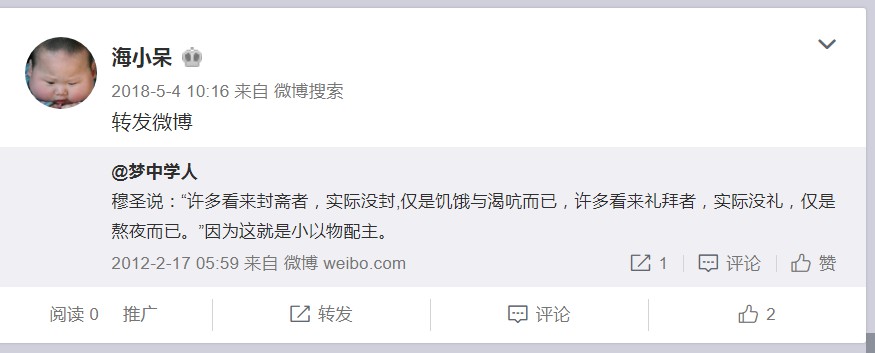 海小呆
2018-5-4 10:16 来自 微博搜索
转发微博
@梦中学人
穆圣说：“许多看来封斋者，实际没封,仅是饥饿与渴吭而已，许多看来礼拜者，实际没礼，仅是
熬夜而已。”因为这就是小以物配主。
2012-2-17 05:59 来自 微博 weibo.com 1 评论 赞
阅读 0 推广 转发 评论 2